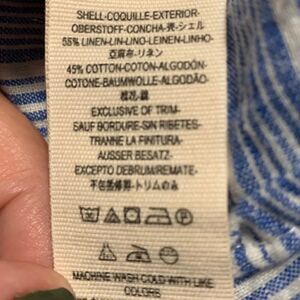 SHELL-COQUILLE-EXTERIOR-
OBERSTOFF-CONCHA-壳-シェル
55% LINEN-LIN-LINO-LEINEN-LINHO-
亞麻布-リネン
45% COTTON-COTON-ALGODÓN-
COTONE-BAUMWOLLE-ALGODÃO-
棉花-綿
EXCLUSIVE OF TRIM-
SAUF BORDURE-SIN RIBETES-
TRANNE LA FINITURA-
AUSSER BESATZ-
EXCEPTO DEBRUM/REMATE-
不包括修剪-トリムのみ
MACHINE WASH COLD WITH LIKE
COLORS